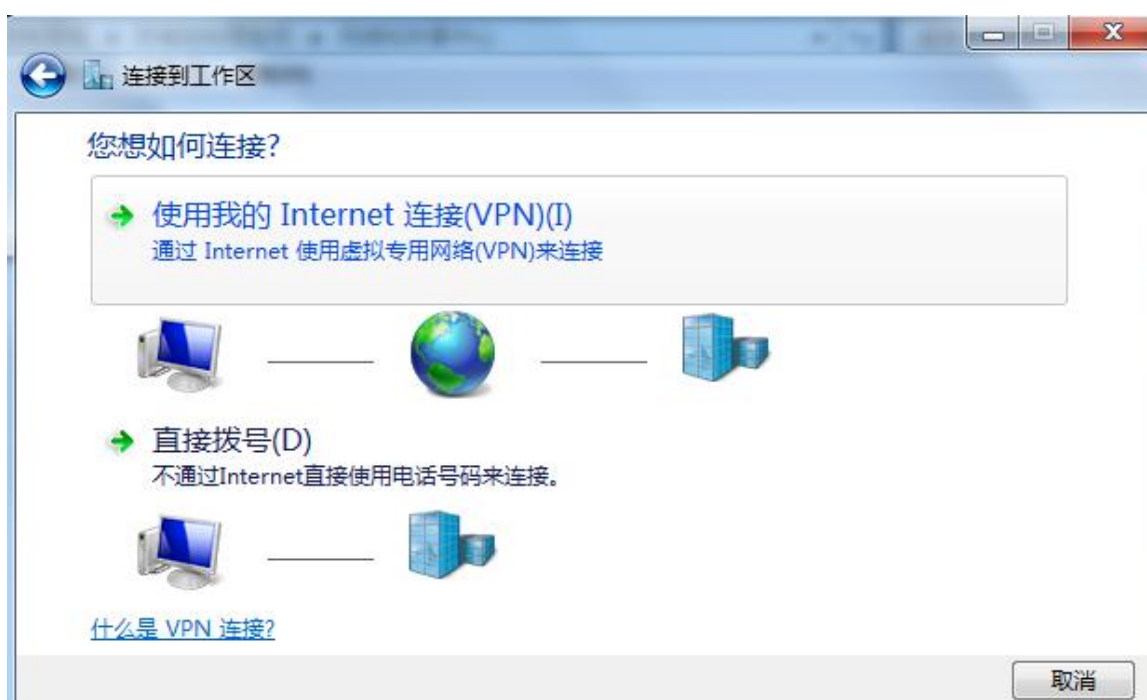 连接到工作区
您想如何连接?
使用我的 Internet 连接(VPN)(I)
通过 Internet 使用虚拟专用网络(VPN)来连接
直接拨号(D)
不通过Internet直接使用电话号码来连接。
什么是 VPN 连接?
取消